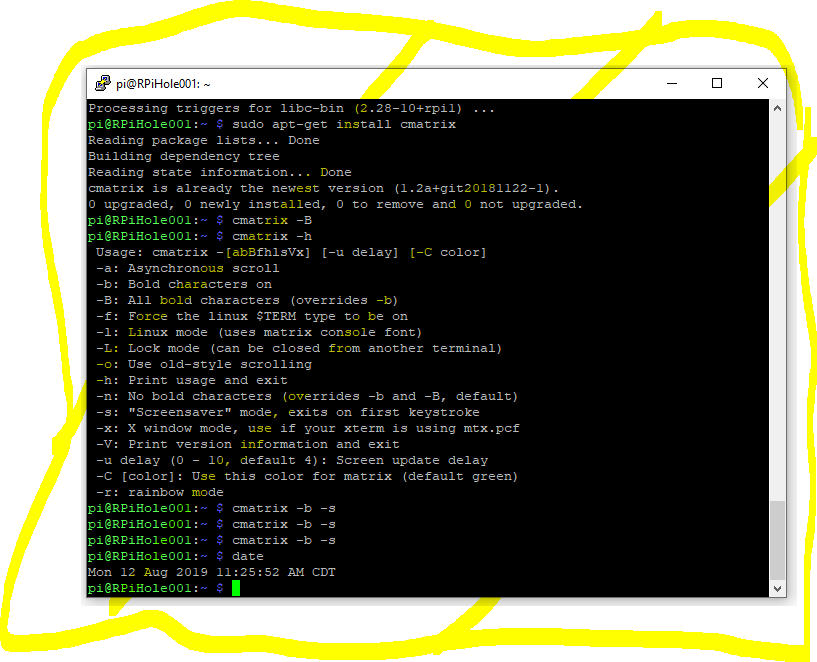 pi@RPiHole001: ~
Processing triggers for libc-bin (2.28-10+rpi1) ...
pi@RPiHole001:~ $ sudo apt-get install cmatrix
Reading package lists... Done
Building dependency tree
Reading state information... Done
cmatrix is already the newest version (1.2a+git20181122-1).
0 upgraded, 0 newly installed, 0 to remove and 0 not upgraded.
pi@RPiHole001:~ $ cmatrix -B
pi@RPiHole001:~ $ cmatrix -h
 Usage: cmatrix -[abBfhlsVx] [-u delay] [-C color]
 -a: Asynchronous scroll
 -b: Bold characters on
 -B: All bold characters (overrides -b)
 -f: Force the linux $TERM type to be on
 -l: Linux mode (uses matrix console font)
 -L: Lock mode (can be closed from another terminal)
 -o: Use old-style scrolling
 -h: Print usage and exit
 -n: No bold characters (overrides -b and -B, default)
 -s: "Screensaver" mode, exits on first keystroke
 -x: X window mode, use if your xterm is using mtx.pcf
 -V: Print version information and exit
 -u delay (0 - 10, default 4): Screen update delay
 -C [color]: Use this color for matrix (default green)
 -r: rainbow mode
pi@RPiHole001:~ $ cmatrix -b -s
pi@RPiHole001:~ $ cmatrix -b -s
pi@RPiHole001:~ $ cmatrix -b -s
pi@RPiHole001:~ $ date
Mon 12 Aug 2019 11:25:52 AM CDT
pi@RPiHole001:~ $